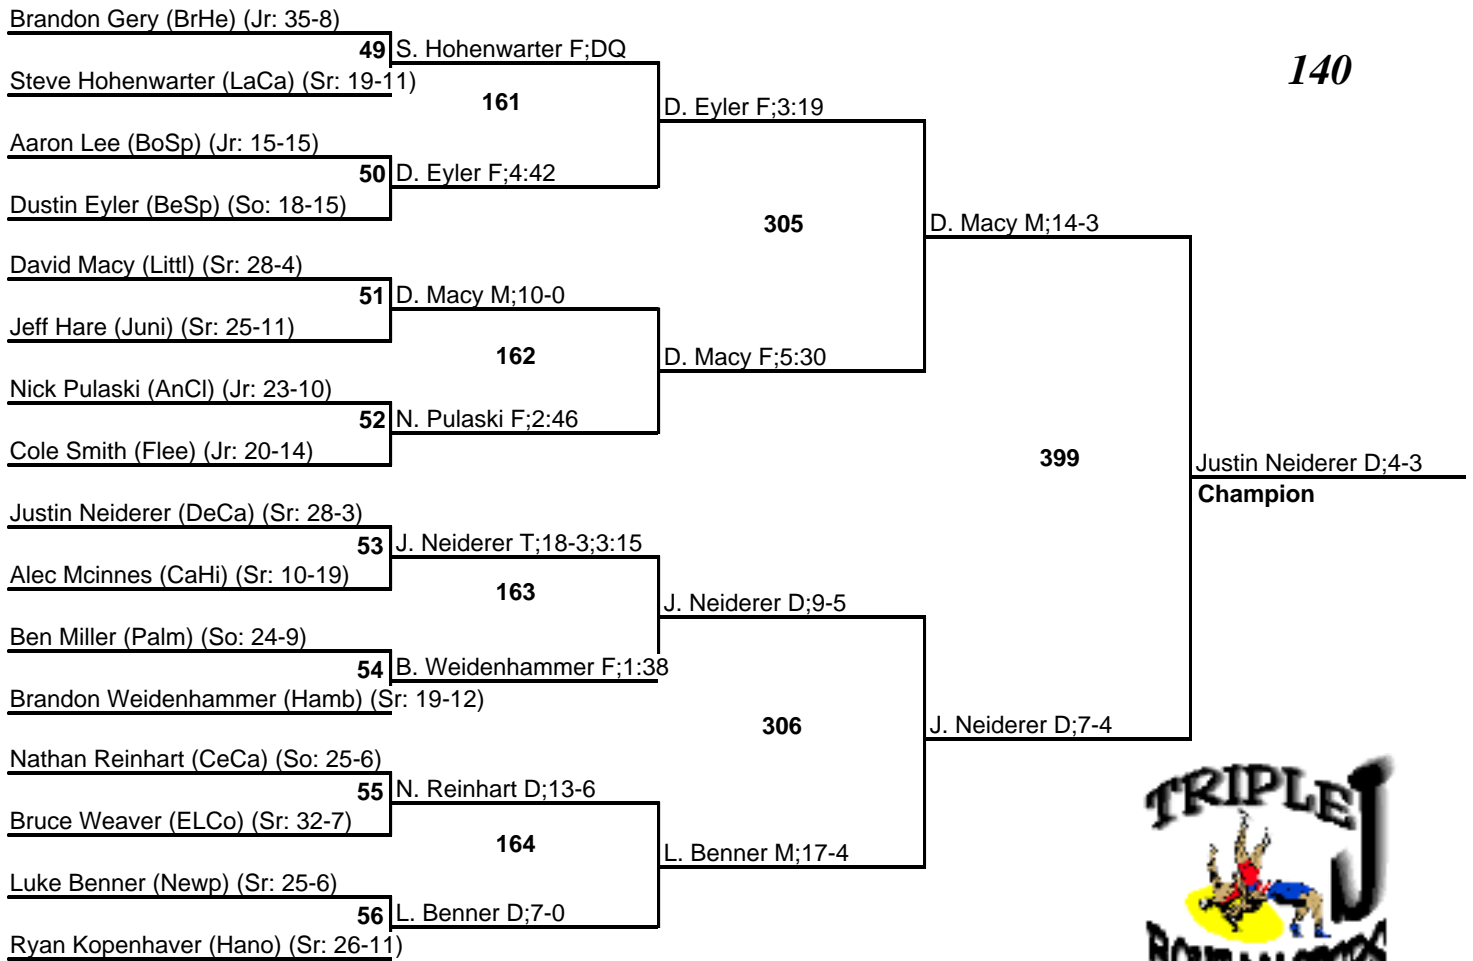 Brandon Gery (BrHe) (Jr: 35-8)
49 S. Hohenwarter F;DQ
140
Steve Hohenwarter (LaCa) (Sr: 19-11)
161
D. Eyler F;3:19
Aaron Lee (BoSp) (Jr: 15-15)
50 D. Eyler F;4:42
Dustin Eyler (BeSp) (So: 18-15)
305
D. Macy M;14-3
David Macy (Littl) (Sr: 28-4)
51 D. Macy M;10-0
Jeff Hare (Juni) (Sr: 25-11)
162
D. Macy F;5:30
Nick Pulaski (AnCl) (Jr: 23-10)
52 N. Pulaski F;2:46
Cole Smith (Flee) (Jr: 20-14)
399
Justin Neiderer D;4-3
Champion
Justin Neiderer (DeCa) (Sr: 28-3)
53 J. Neiderer T;18-3;3:15
Alec Mcinnes (CaHi) (Sr: 10-19)
163
J. Neiderer D;9-5
Ben Miller (Palm) (So: 24-9)
54 B. Weidenhammer F;1:38
Brandon Weidenhammer (Hamb) (Sr: 19-12)
306
J. Neiderer D;7-4
Nathan Reinhart (CeCa) (So: 25-6)
55 N. Reinhart D;13-6
Bruce Weaver (ELCo) (Sr: 32-7)
164
L. Benner M;17-4
Luke Benner (Newp) (Sr: 25-6)
56 L. Benner D;7-0
Ryan Kopenhaver (Hano) (Sr: 26-11)
TRIPLE J